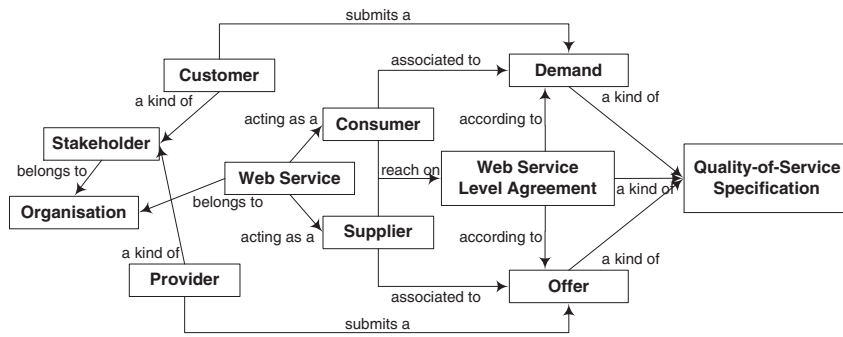 submits a
Customer
associated to
Demand
a kind of
a kind of
acting as a
Consumer
according to
Stakeholder
belongs to
Web Service
reach on
Web Service
Level Agreement
a kind of
Quality-of-Service
Specification
Organisation
belongs to
acting as a
Supplier
according to
a kind of
Provider
a kind of
associated to
Offer
submits a